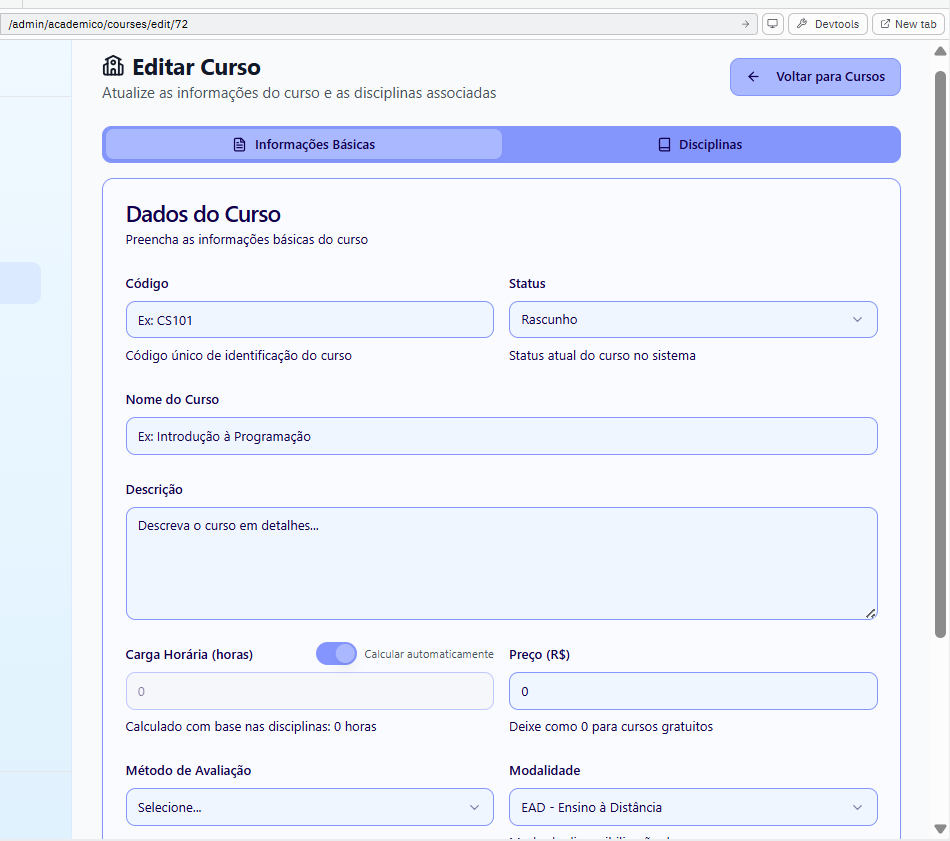 /admin/academico/courses/edit/72
Devtools
New tab
Editar Curso
Atualize as informações do curso e as disciplinas associadas
Voltar para Cursos
Informações Básicas
Disciplinas
Dados do Curso
Preencha as informações básicas do curso
Código
Status
Ex: CS101
Rascunho
Código único de identificação do curso
Status atual do curso no sistema
Nome do Curso
Ex: Introdução à Programação
Descrição
Descreva o curso em detalhes...
Carga Horária (horas)
Calcular automaticamente
Preço (R$)
0
0
Calculado com base nas disciplinas: 0 horas
Deixe como 0 para cursos gratuitos
Método de Avaliação
Modalidade
Selecione...
EAD - Ensino à Distância